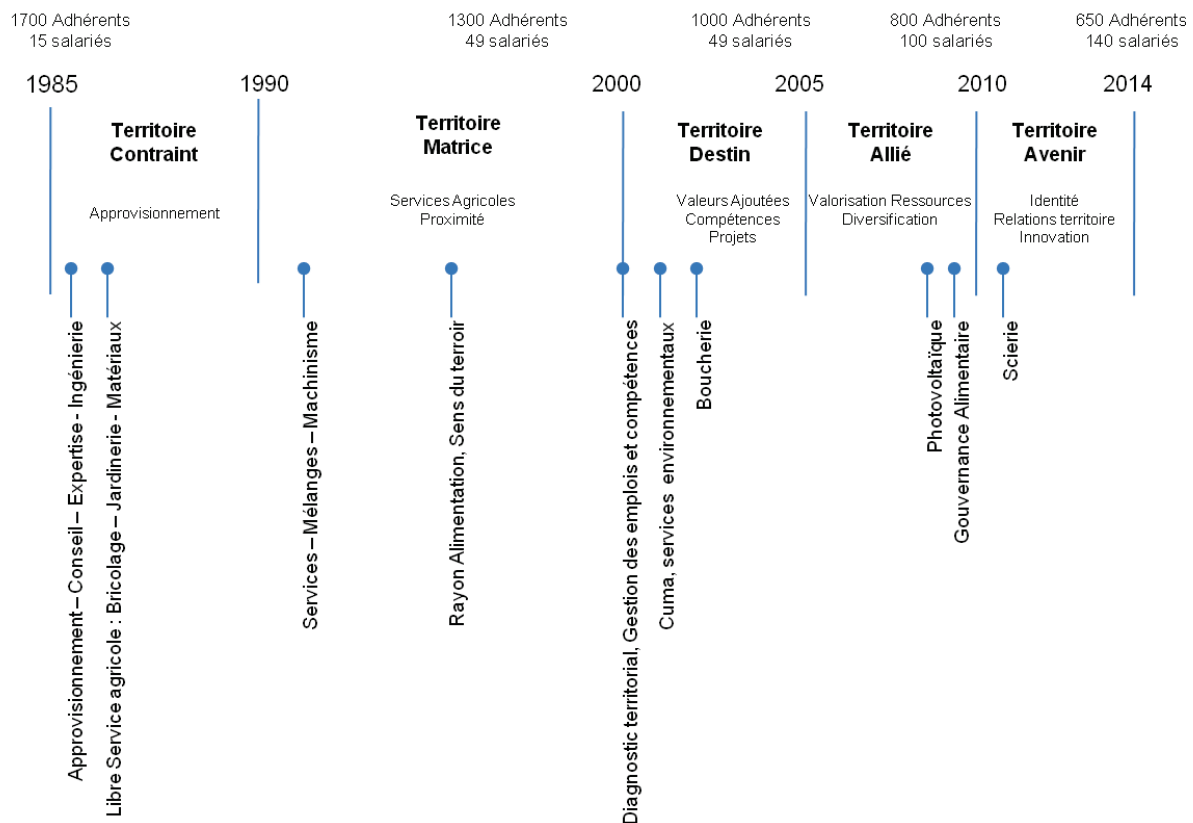 1700 Adhérents
15 salariés
1300 Adhérents
49 salariés
1000 Adhérents
49 salariés
800 Adhérents
100 salariés
650 Adhérents
140 salariés
1985
1990
2000
2005
2010
2014
Territoire
Contraint
Territoire
Matrice
Territoire
Destin
Territoire
Allié
Territoire
Avenir
Approvisionnement
Services Agricoles
Proximité
Valeurs Ajoutées
Compétences
Projets
Valorisation Ressources
Diversification
Identité
Relations territoire
Innovation
Approvisionnement – Conseil – Expertise - Ingénierie
Libre Service agricole : Bricolage – Jardinerie - Matériaux
Services – Mélanges – Machinisme
Rayon Alimentation, Sens du terroir
Diagnostic territorial, Gestion des emplois et compétences
Cuma, services environnementaux
Boucherie
Photovoltaïque
Gouvernance Alimentaire
Scierie